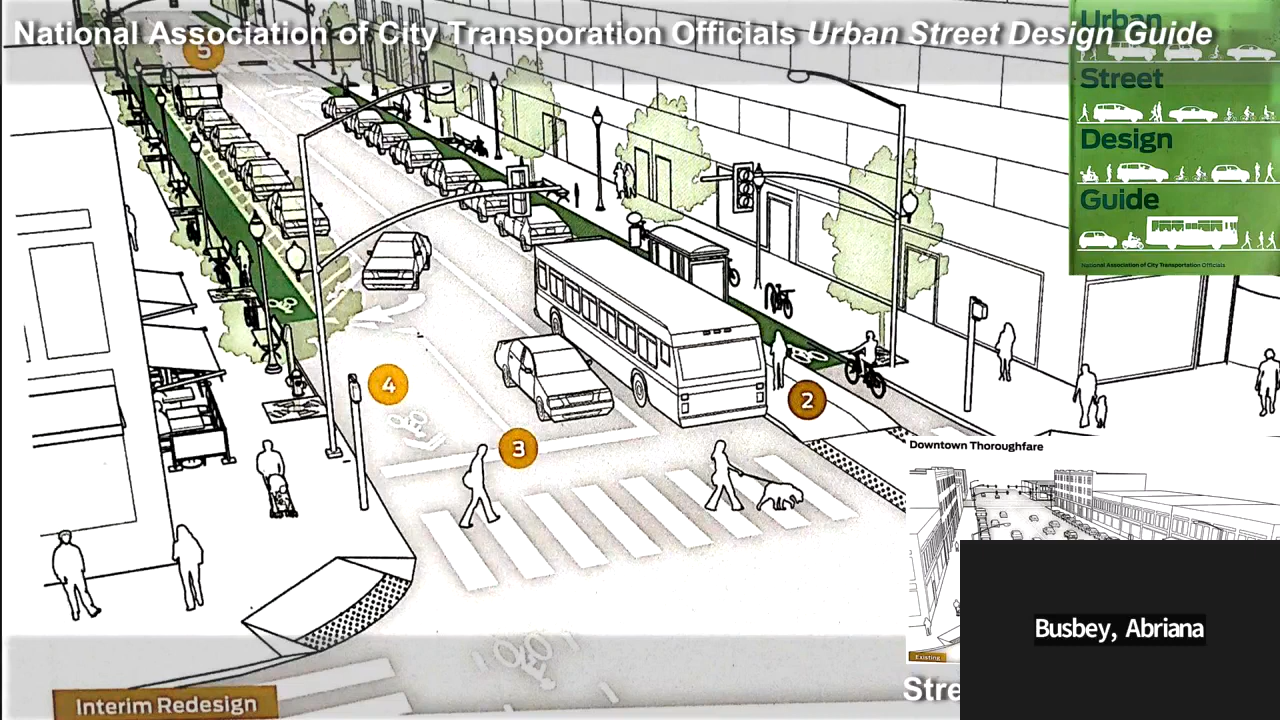 National Association of City Transporation Officials Urban Street Design Guide
Urban
Street
Design
Guide
National Association of City Transportation Officials
5
4
3
2
Downtown Thoroughfare
Existing
Busbey, Abriana
Stre
Interim Redesign